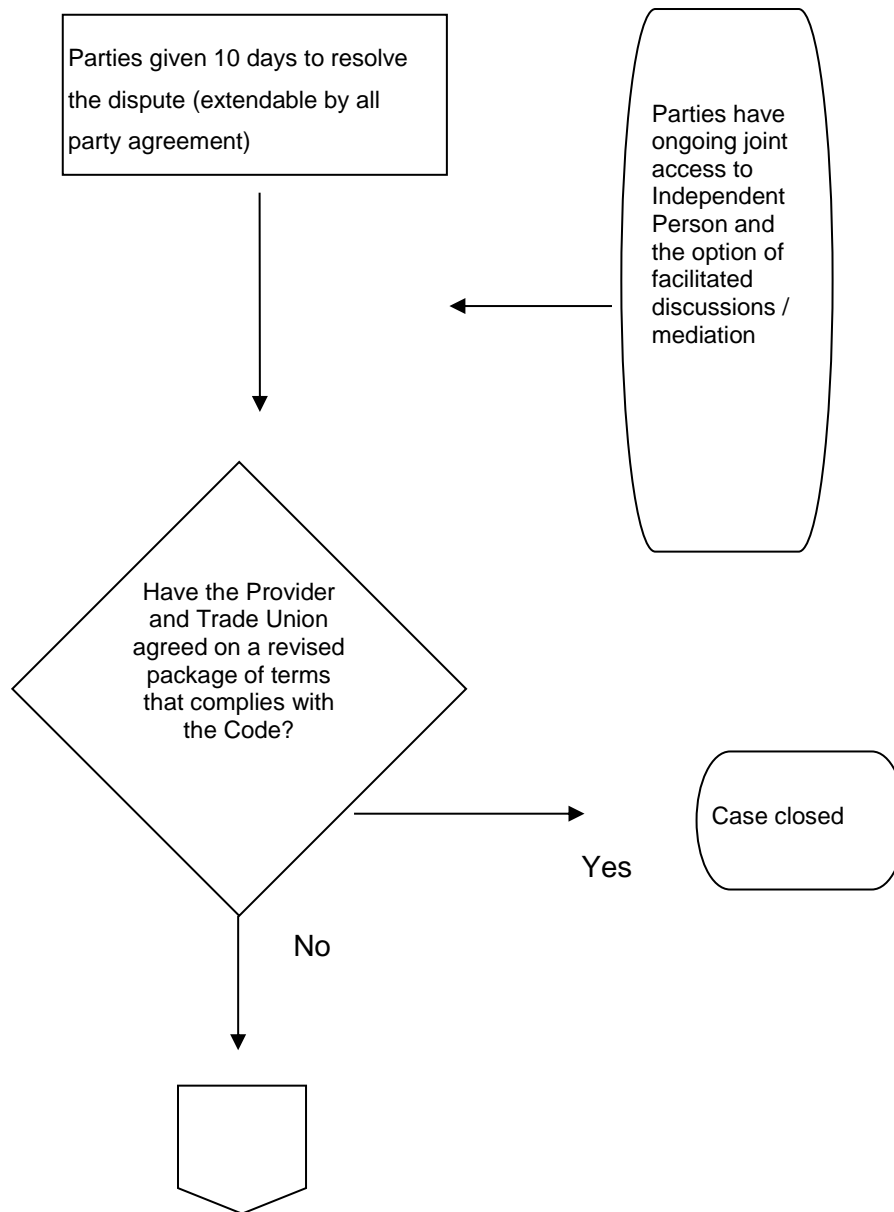 Parties given 10 days to resolve
the dispute (extendable by all
party agreement)
Parties have
ongoing joint
access to
Independent
Person and
the option of
facilitated
discussions /
mediation
Have the Provider
and Trade Union
agreed on a revised
package of terms
that complies with
the Code?
Case closed
Yes
No